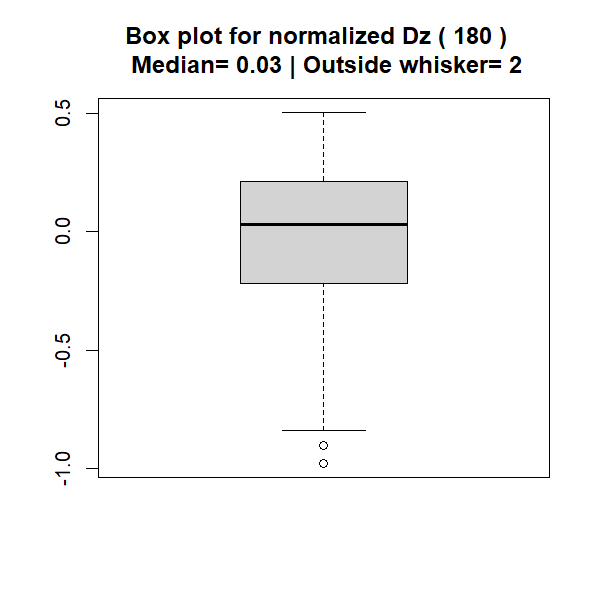 Box plot for normalized Dz ( 180 )
Median= 0.03 | Outside whisker= 2
0.5
0.0
-0.5
-1.0